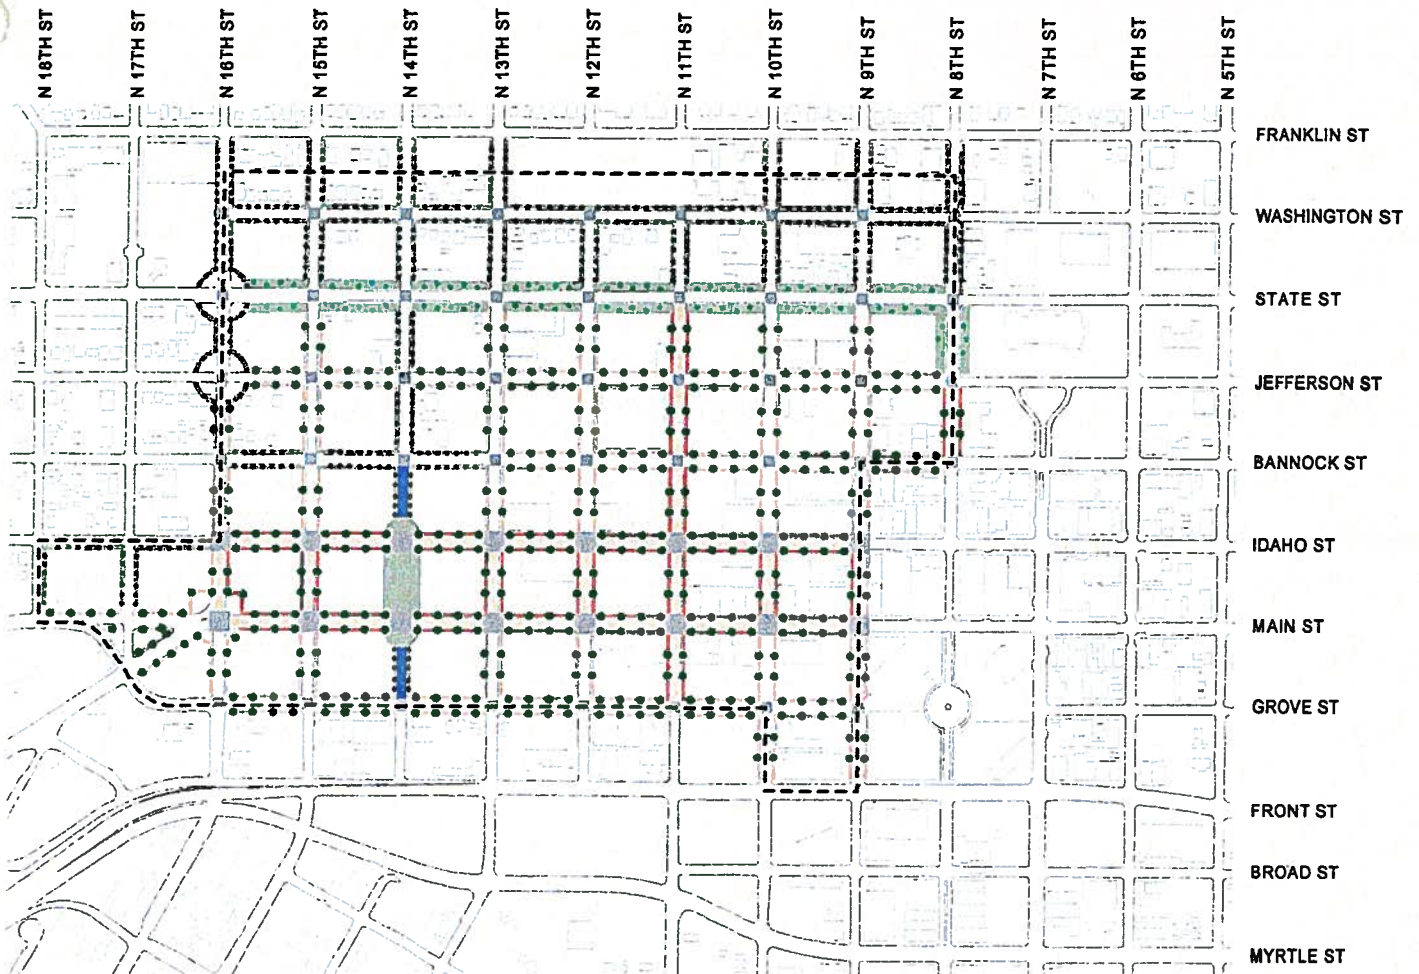 N 18TH ST
N 17TH ST
N 16TH ST
N 15TH ST
N 14TH ST
N 13TH ST
N 12TH ST
N 11TH ST
N 10TH ST
N 9TH ST
N 8TH ST
N 7TH ST
N 6TH ST
N 5TH ST
FRANKLIN ST
WASHINGTON ST
STATE ST
JEFFERSON ST
BANNOCK ST
IDAHO ST
MAIN ST
GROVE ST
FRONT ST
BROAD ST
MYRTLE ST